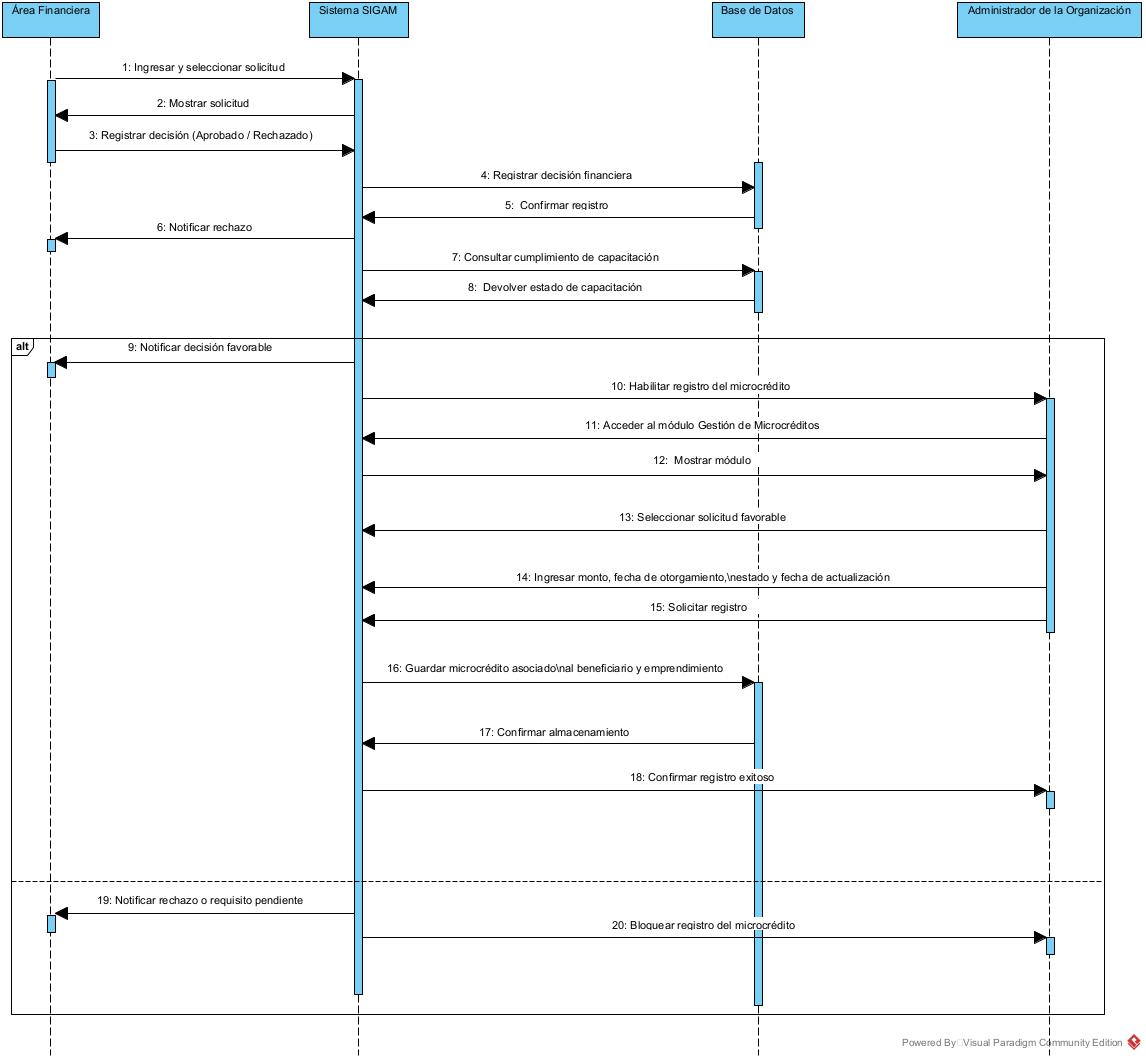 Área Financiera
Sistema SIGAM
Base de Datos
Administrador de la Organización
1: Ingresar y seleccionar solicitud
2: Mostrar solicitud
3: Registrar decisión (Aprobado / Rechazado)
4: Registrar decisión financiera
5: Confirmar registro
6: Notificar rechazo
7: Consultar cumplimiento de capacitación
8: Devolver estado de capacitación
alt
9: Notificar decisión favorable
10: Habilitar registro del microcrédito
11: Acceder al módulo Gestión de Microcréditos
12: Mostrar módulo
13: Seleccionar solicitud favorable
14: Ingresar monto, fecha de otorgamiento,\nestado y fecha de actualización
15: Solicitar registro
16: Guardar microcrédito asociado\nal beneficiario y emprendimiento
17: Confirmar almacenamiento
18: Confirmar registro exitoso
19: Notificar rechazo o requisito pendiente
20: Bloquear registro del microcrédito
Powered By Visual Paradigm Community Edition